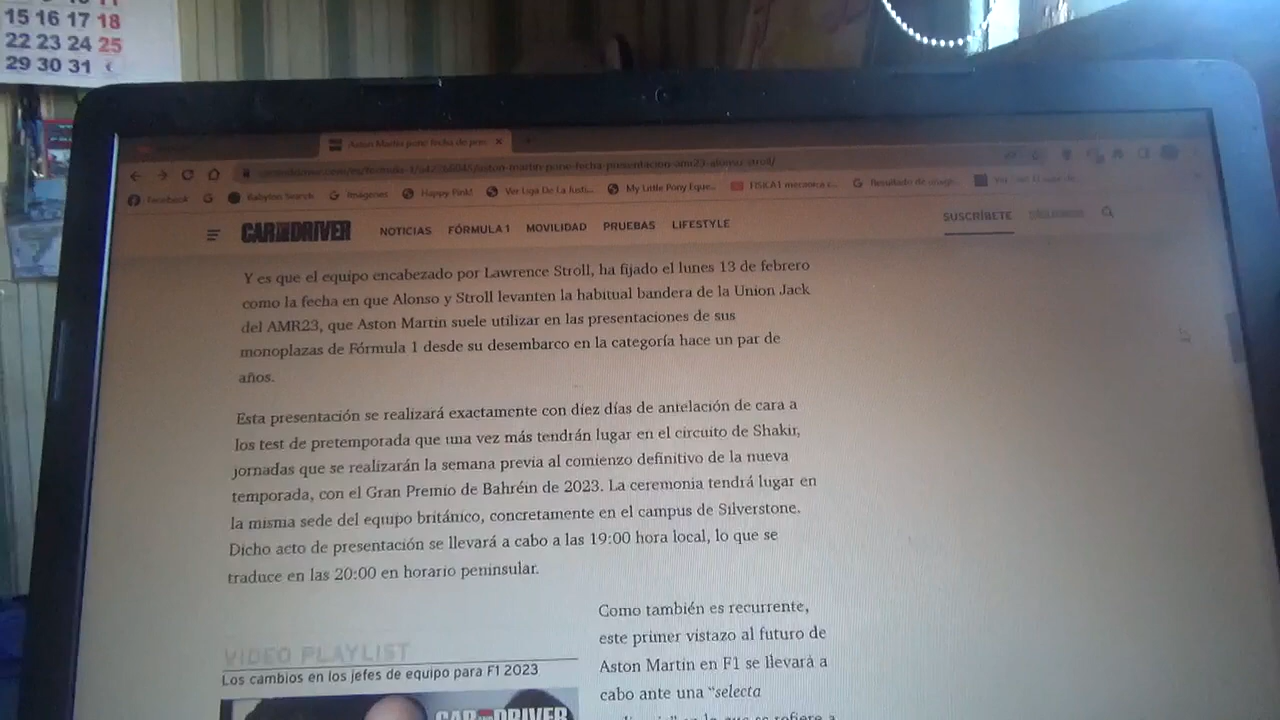 11
15 16 17 18
22 23 24 25
29 30 31
Aston Martin pone fecha de pres
Facebook
Babylon Search
Imágenes
Happy Pink!
Ver Liga De La Justi...
My Little Pony Eque...
FISICA1 mecanica c...
Resultado de image...
CAR AND DRIVER
NOTICIAS FÓRMULA 1 MOVILIDAD PRUEBAS LIFESTYLE
SUSCRÍBETE
Y es que el equipo encabezado por Lawrence Stroll, ha fijado el lunes 13 de febrero
como la fecha en que Alonso y Stroll levanten la habitual bandera de la Union Jack
del AMR23, que Aston Martin suele utilizar en las presentaciones de sus
monoplazas de Fórmula 1 desde su desembarco en la categoría hace un par de
años.
Esta presentación se realizará exactamente con diez días de antelación de cara a
los test de pretemporada que una vez más tendrán lugar en el circuito de Shakir,
jornadas que se realizarán la semana previa al comienzo definitivo de la nueva
temporada, con el Gran Premio de Bahréin de 2023. La ceremonia tendrá lugar en
la misma sede del equipo británico, concretamente en el campus de Silverstone.
Dicho acto de presentación se llevará a cabo a las 19:00 hora local, lo que se
traduce en las 20:00 en horario peninsular.
VIDEO PLAYLIST
Los cambios en los jefes de equipo para F1 2023
CAR AND DRIVER
Como también es recurrente,
este primer vistazo al futuro de
Aston Martin en F1 se llevará a
cabo ante una “selecta
se refiere a